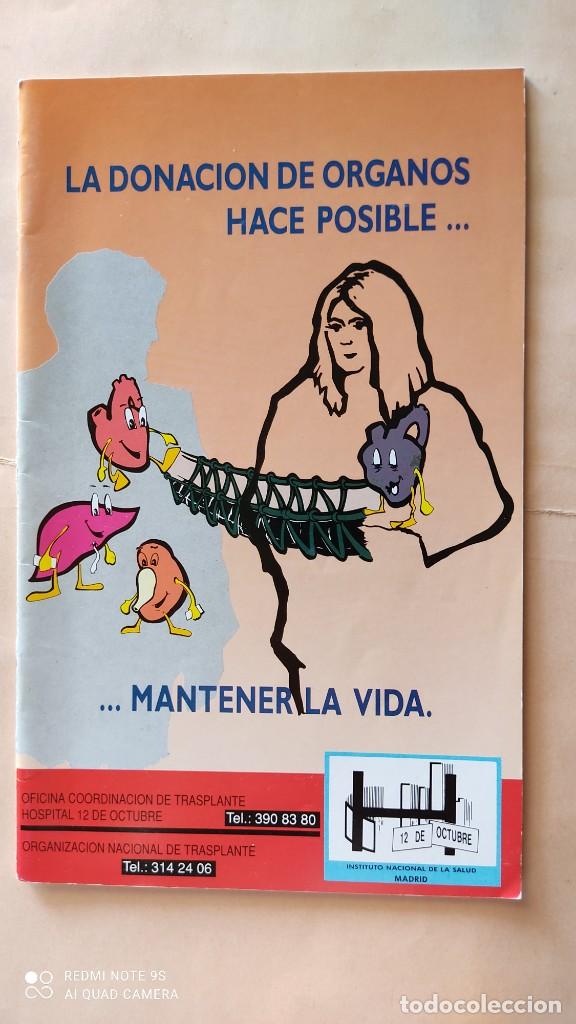 LA DONACION DE ORGANOS
HACE POSIBLE ...
... MANTENER LA VIDA.
OFICINA COORDINACION DE TRASPLANTE
HOSPITAL 12 DE OCTUBRE
Tel.: 390 83 80
ORGANIZACION NACIONAL DE TRASPLANTE
Tel.: 314 24 06
12 DE OCTUBRE
INSTITUTO NACIONAL DE LA SALUD
MADRID
REDMI NOTE 9S
AI QUAD CAMERA
todocoleccion